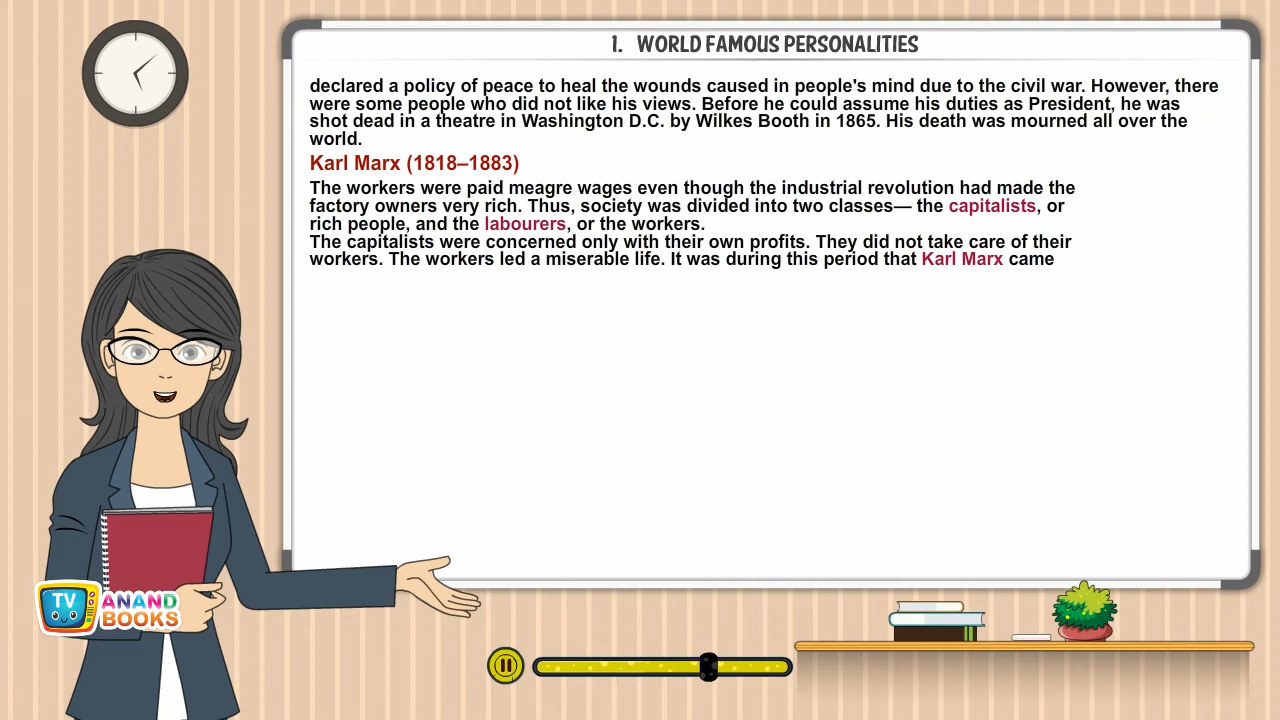 1. WORLD FAMOUS PERSONALITIES
declared a policy of peace to heal the wounds caused in people's mind due to the civil war. However, there
were some people who did not like his views. Before he could assume his duties as President, he was
shot dead in a theatre in Washington D.C. by Wilkes Booth in 1865. His death was mourned all over the
world.
Karl Marx (1818–1883)
The workers were paid meagre wages even though the industrial revolution had made the
factory owners very rich. Thus, society was divided into two classes— the capitalists, or
rich people, and the labourers, or the workers.
The capitalists were concerned only with their own profits. They did not take care of their
workers. The workers led a miserable life. It was during this period that Karl Marx came
TV
ANAND
BOOKS